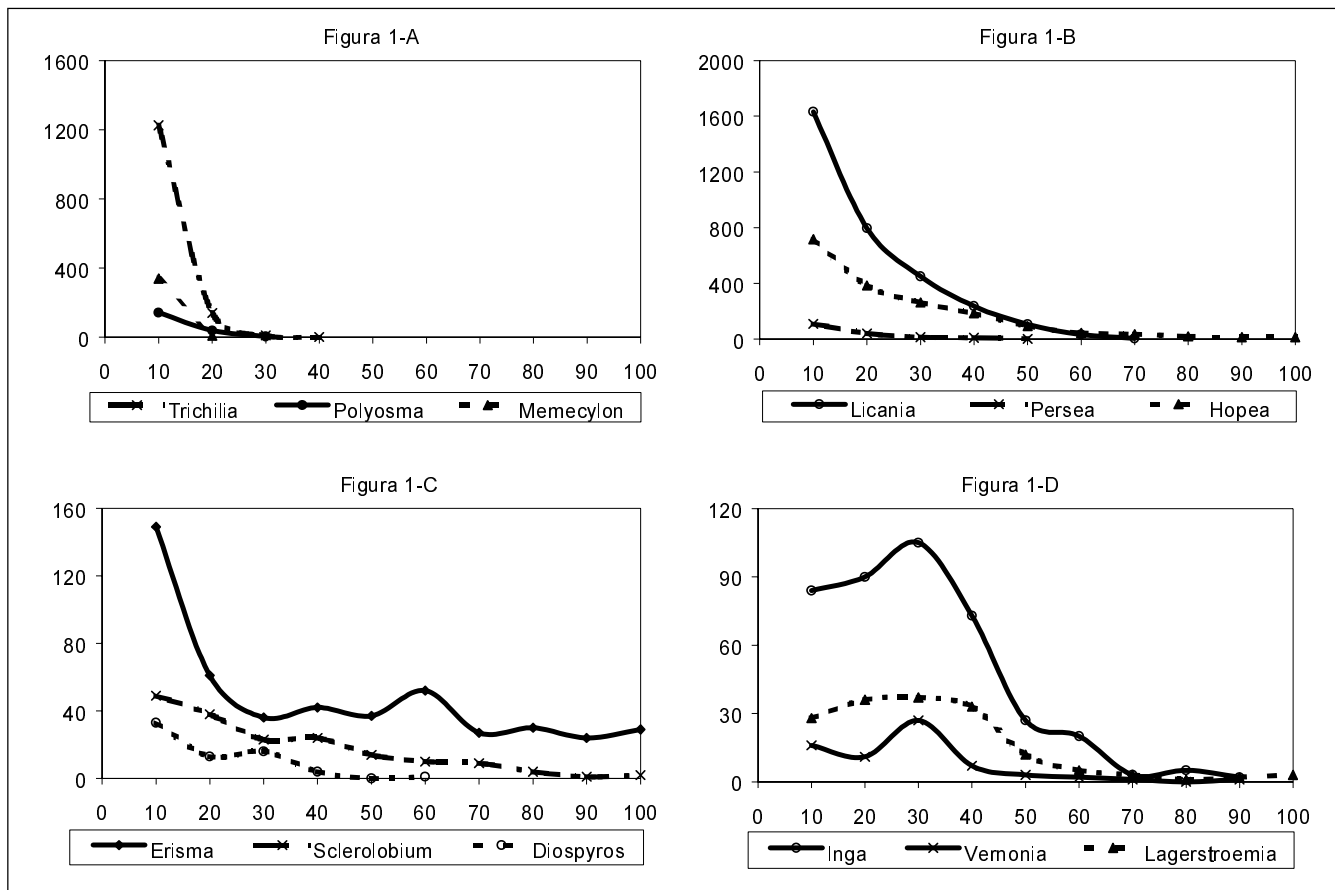 Figura 1-A
1600
1200
800
400
0
0 10 20 30 40 50 60 70 80 90 100
Trichilia Polyosma Memecylon
Figura 1-B
2000
1600
1200
800
400
0
0 10 20 30 40 50 60 70 80 90 100
Licania Persea Hopea
Figura 1-C
160
120
80
40
0
0 10 20 30 40 50 60 70 80 90 100
Erisma Sclerolobium Diospyros
Figura 1-D
120
90
60
30
0
0 10 20 30 40 50 60 70 80 90 100
Inga Vernonia Lagerstroemia